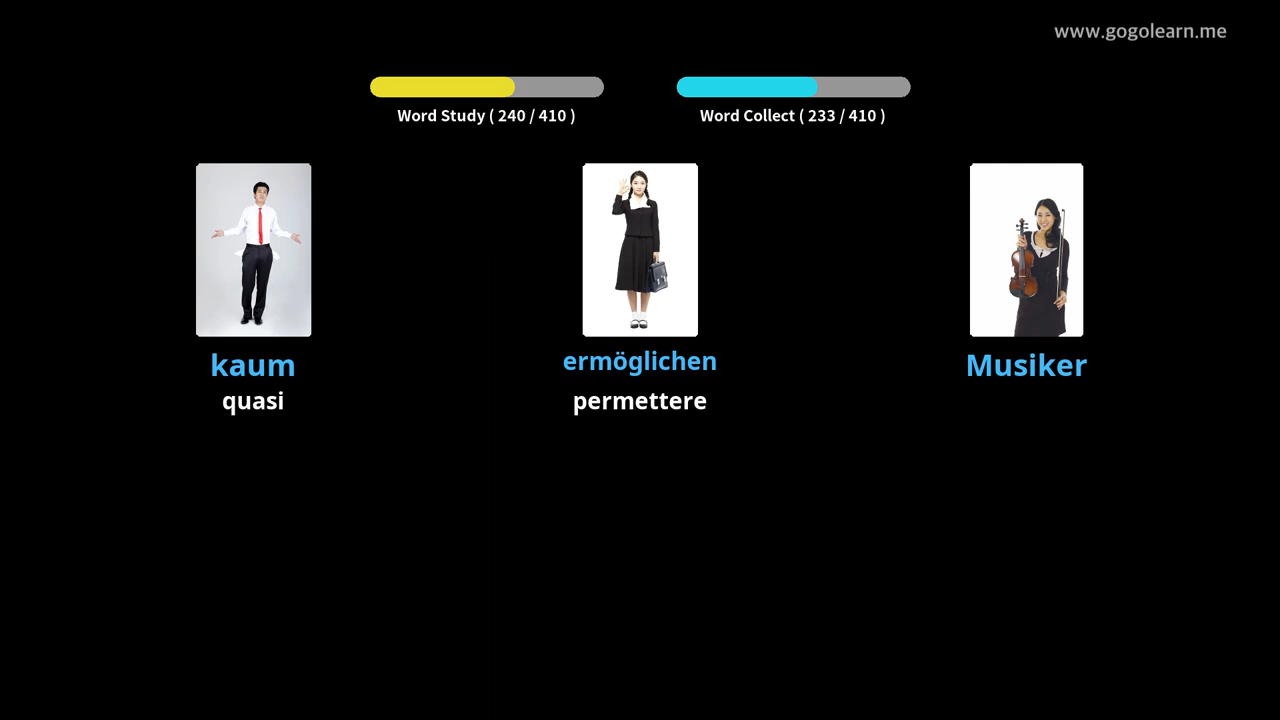 www.gogolearn.me
Word Study ( 240 / 410 )
Word Collect ( 233 / 410 )
kaum
quasi
ermöglichen
permettere
Musiker